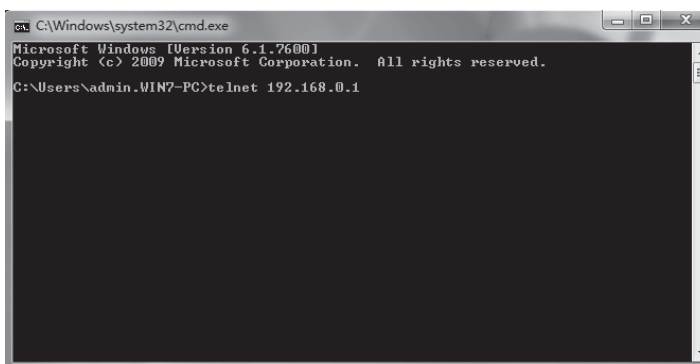 C:\Windows\system32\cmd.exe
Microsoft Windows [Version 6.1.7600]
Copyright (c) 2009 Microsoft Corporation.  All rights reserved.
C:\Users\admin.WIN7-PC>telnet 192.168.0.1